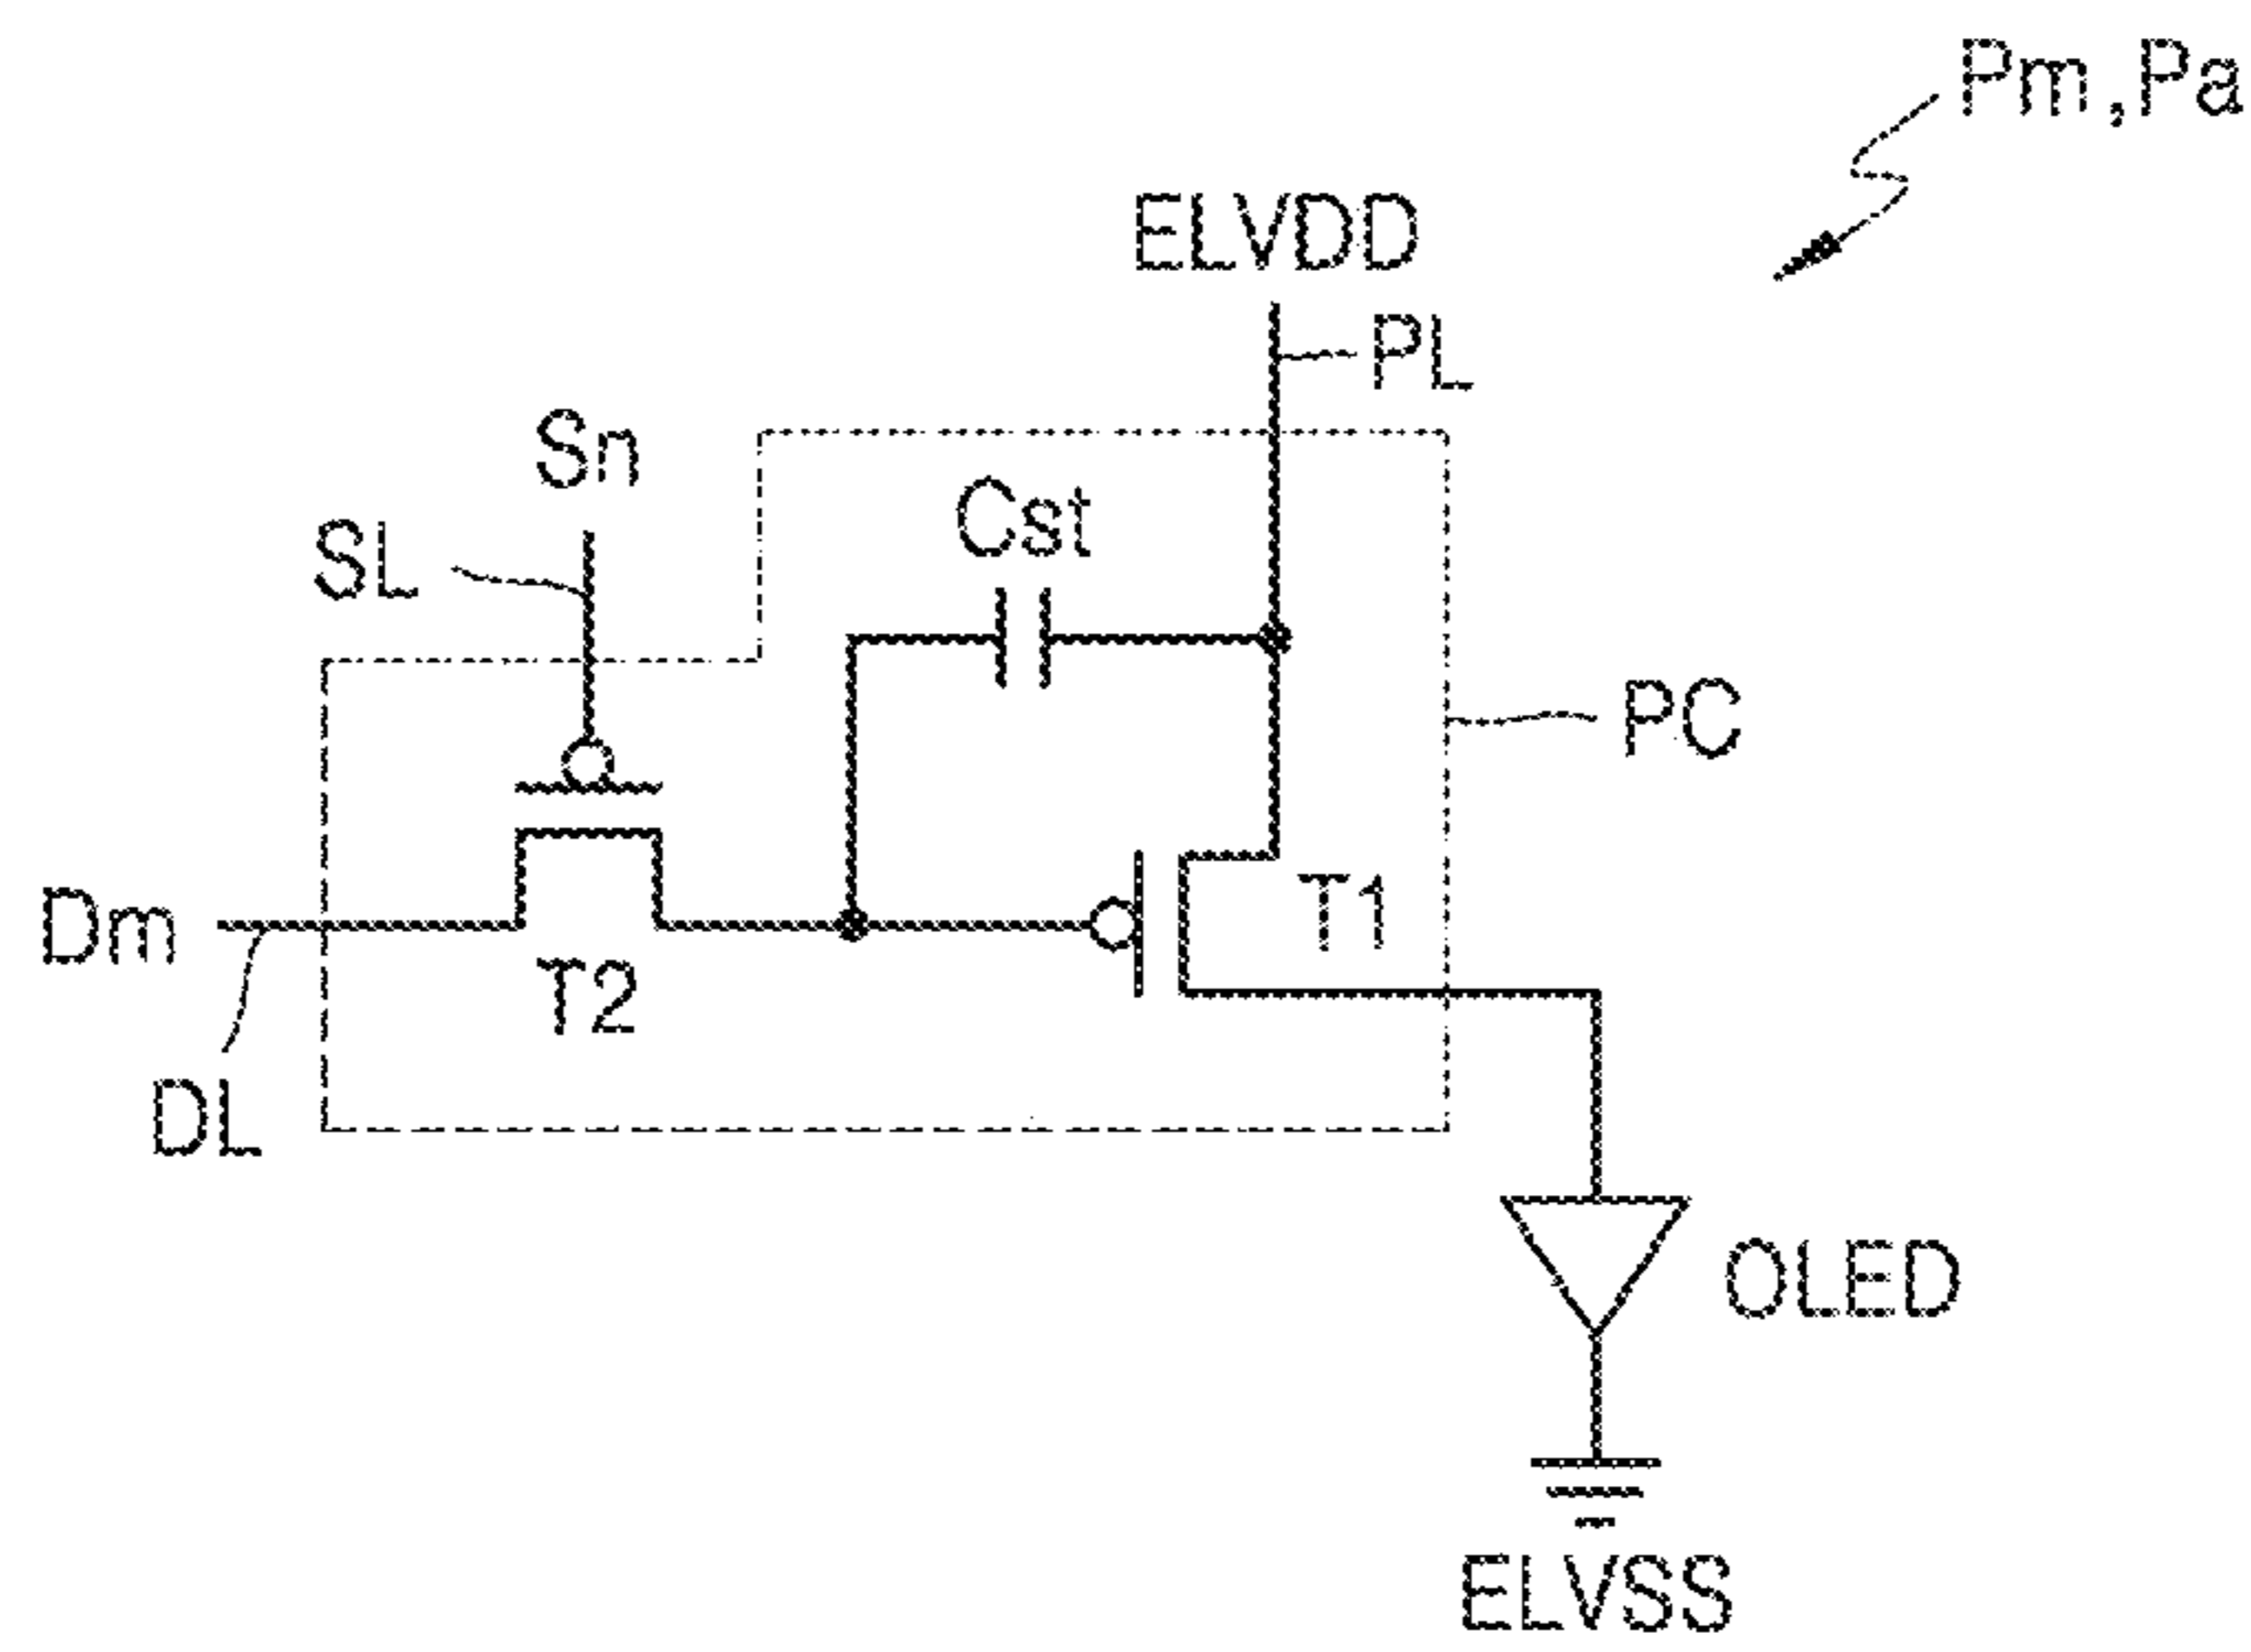 Pm,Pa
ELVDD
PL
Sn
Cst
SL
PC
T1
Dm
T2
DL
OLED
ELVSS